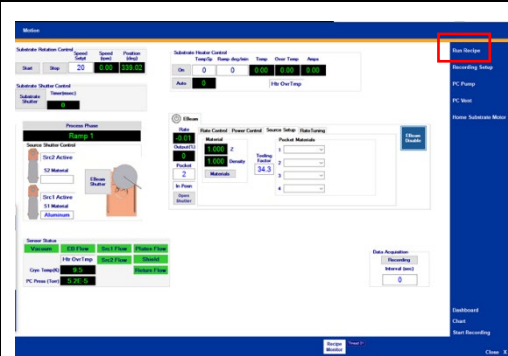 Motion
Substrate Rotation Control
Speed Setpt
Speed (rpm)
Position (deg)
Start
Stop
20
0.00
339.02
Substrate Shutter Control
Substrate Shutter
Time(msec)
0
Process Phase
Ramp 1
Source Shutter Control
Src2 Active
S2 Material
EBeam Shutter
Src1 Active
S1 Material
Aluminum
Sensor Status
Vacuum
EB Flow
Src1 Flow
Platen Flow
Htr OvrTmp
Src2 Flow
Shield
Cryo Temp(K)
9.5
Return Flow
PC Press (Torr)
5.2E-5
Substrate Heater Control
TempSp
Ramp deg/min
Temp
Over Temp
Amps
On
0
0
0.00
0.00
0.00
Auto
0
Htr OvrTmp
EBeam
Rate
-0.01
Output(%)
0
Pocket
2
In Posn
Open Shutter
Rate Control
Power Control
Source Setup
Rate Tuning
Material
1.000
Z
1.000
Density
Materials
Tooling Factor
34.3
Pocket Materials
1
2
3
4
EBeam Disable
Data Acquisition
Recording
Interval (sec)
0
Run Recipe
Recording Setup
PC Pump
PC Vent
Home Substrate Motor
Dashboard
Chart
Start Recording
Recipe Monitor
Close X